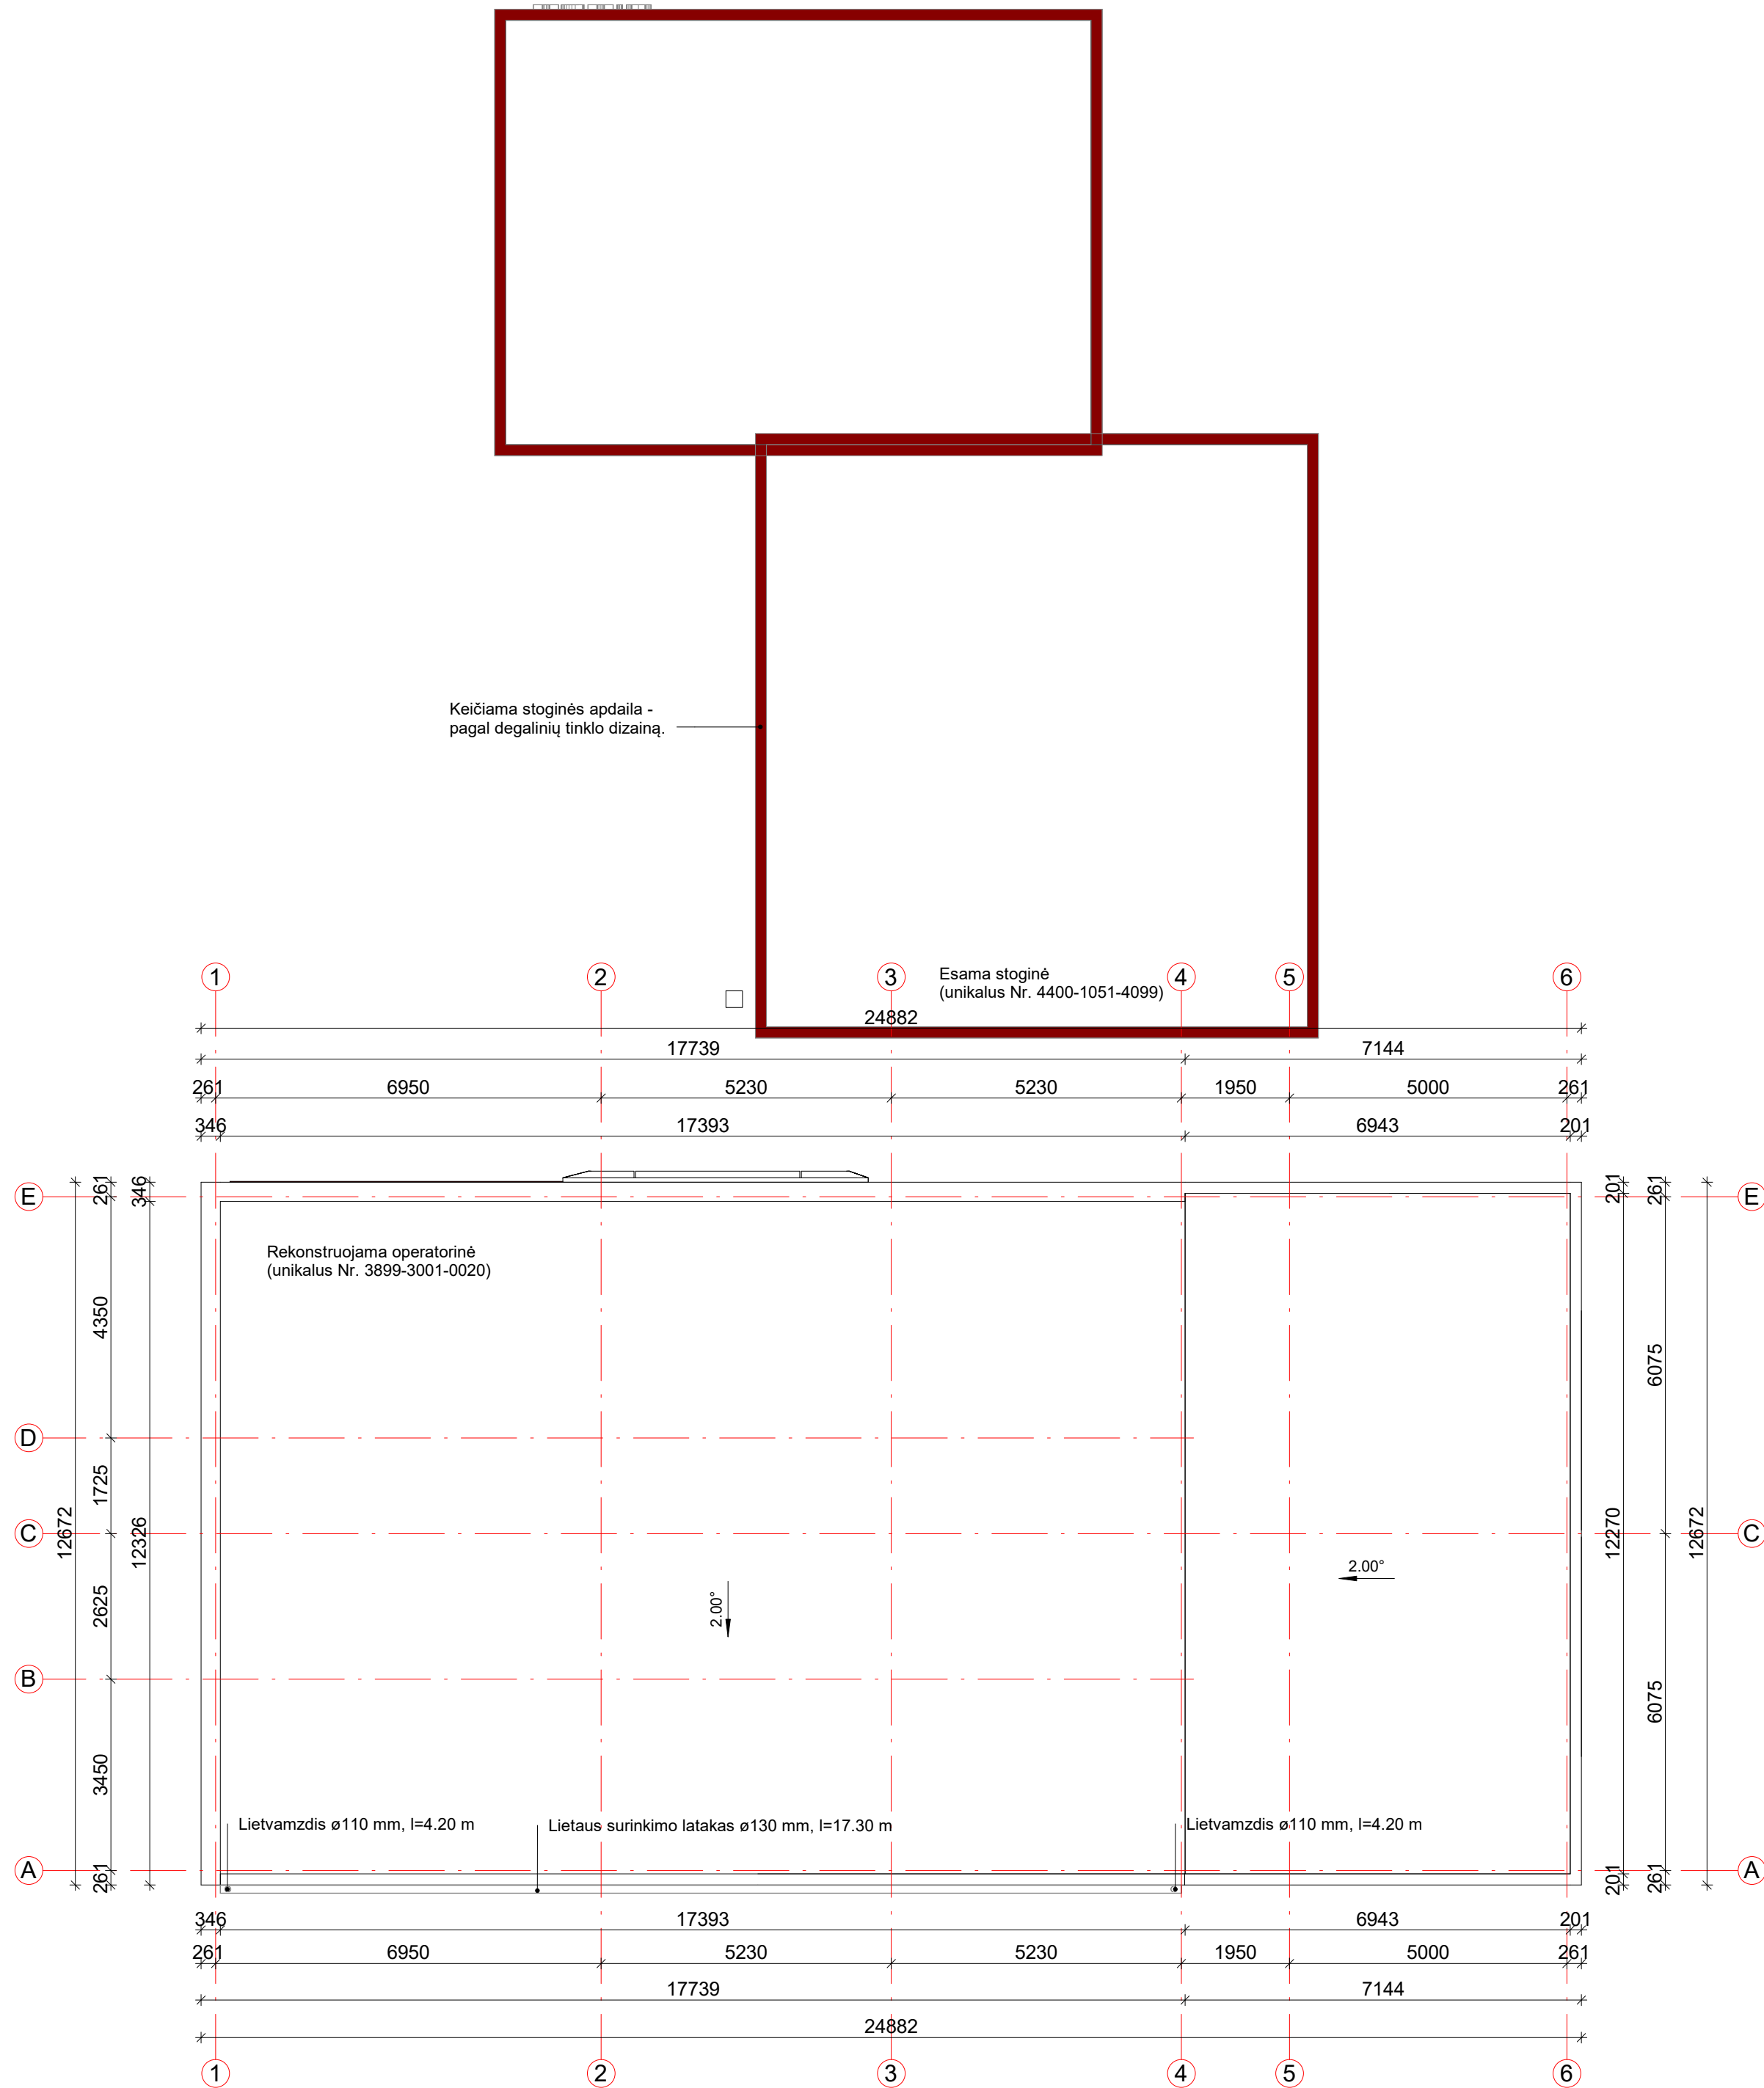 Keičiama stoginės apdaila -
pagal degalinių tinklo dizainą.
Esama stoginė
(unikalus Nr. 4400-1051-4099)
1 2 3 4 5 6
24882
17739 7144
261 6950 5230 5230 1950 5000 261
346 17393 6943 201
E 261 346 201 261 E
Rekonstruojama operatorinė
(unikalus Nr. 3899-3001-0020)
4350 6075
D
1725
C 12672 12326 12270 12672 C
2.00°
2625 2.00°
B
3450 6075
Lietvamzdis ø110 mm, l=4.20 m
Lietaus surinkimo latakas ø130 mm, l=17.30 m
Lietvamzdis ø110 mm, l=4.20 m
A 261 201 261 A
346 17393 6943 201
261 6950 5230 5230 1950 5000 261
17739 7144
24882
1 2 3 4 5 6